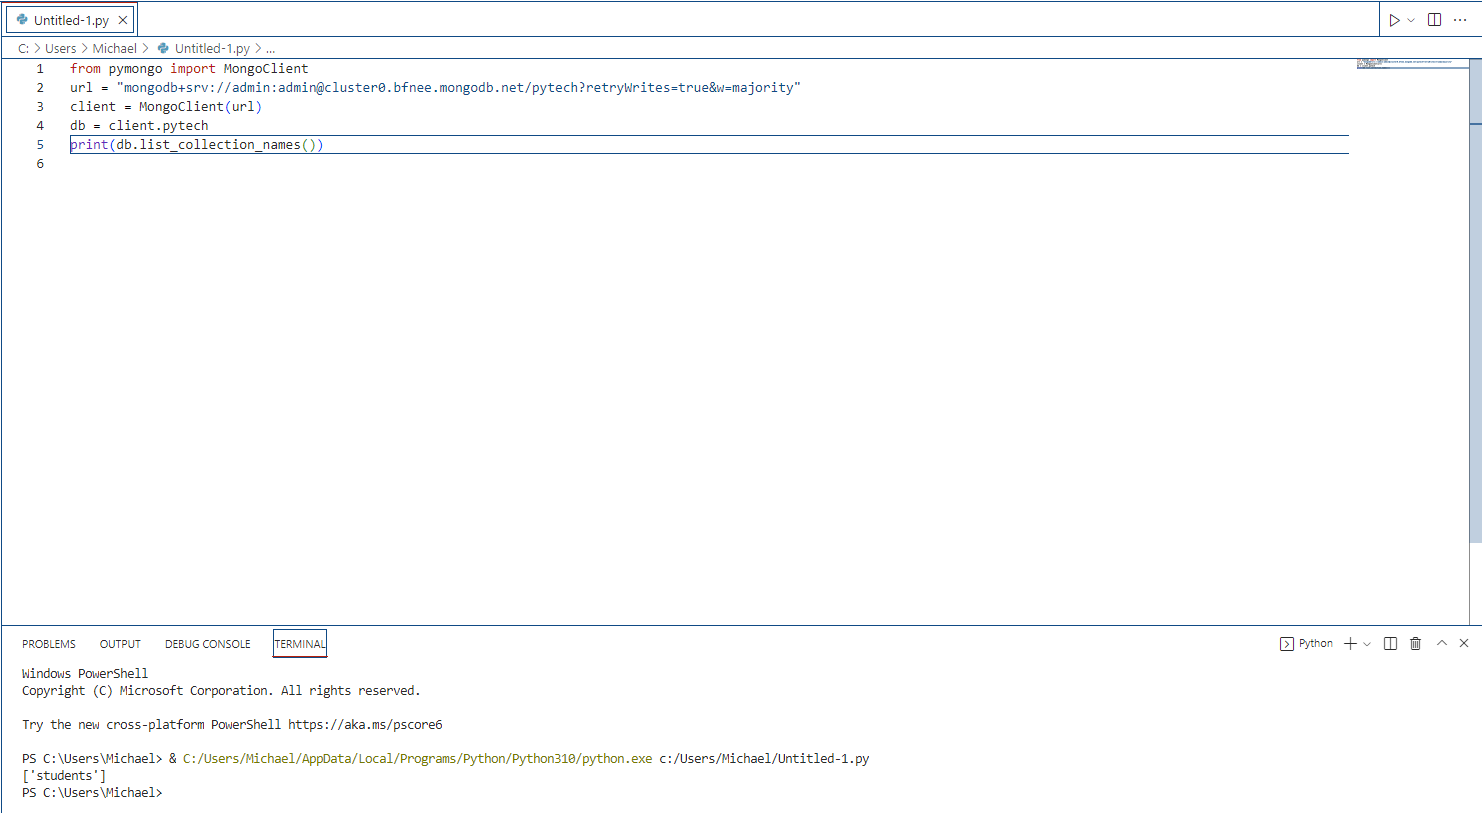 Untitled-1.py
C: > Users > Michael > Untitled-1.py > ...
1 from pymongo import MongoClient
2 url = "mongodb+srv://admin:admin@cluster0.bfnee.mongodb.net/pytech?retryWrites=true&w=majority"
3 client = MongoClient(url)
4 db = client.pytech
5 print(db.list_collection_names())
6
PROBLEMS OUTPUT DEBUG CONSOLE TERMINAL Python
Windows PowerShell
Copyright (C) Microsoft Corporation. All rights reserved.
Try the new cross-platform PowerShell https://aka.ms/pscore6
PS C:\Users\Michael> & C:/Users/Michael/AppData/Local/Programs/Python/Python310/python.exe c:/Users/Michael/Untitled-1.py
['students']
PS C:\Users\Michael>